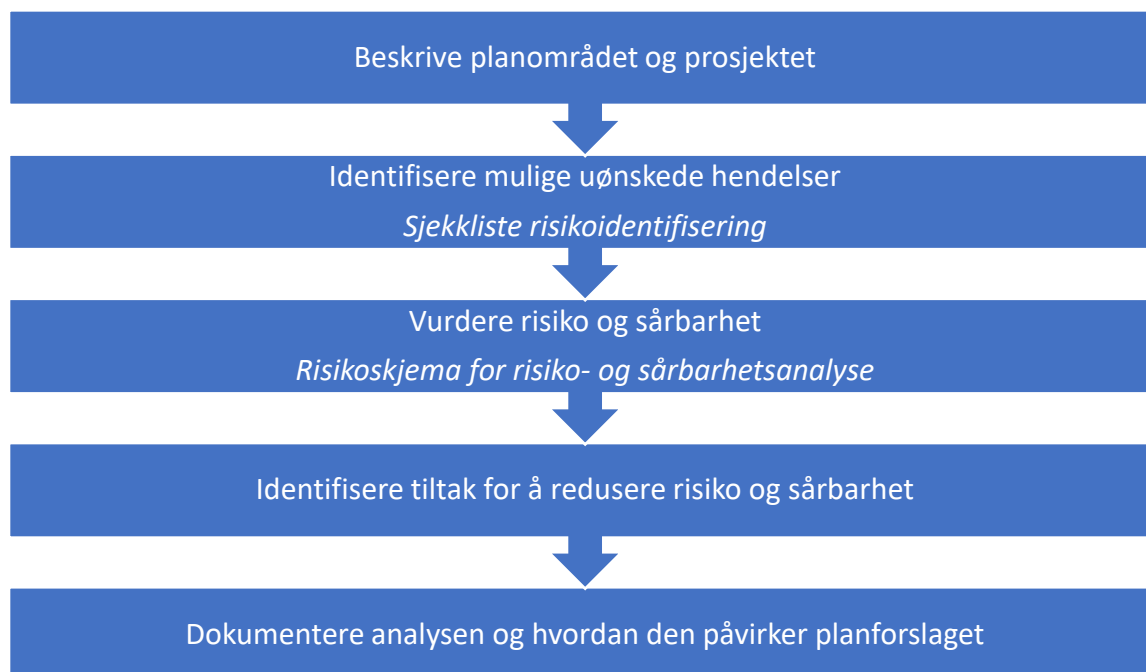 Beskrive planområdet og prosjektet
Identifisere mulige uønskede hendelser
Sjekkliste risikoidentifisering
Vurdere risiko og sårbarhet
Risikoskjema for risiko- og sårbarhetsanalyse
Identifisere tiltak for å redusere risiko og sårbarhet
Dokumentere analysen og hvordan den påvirker planforslaget